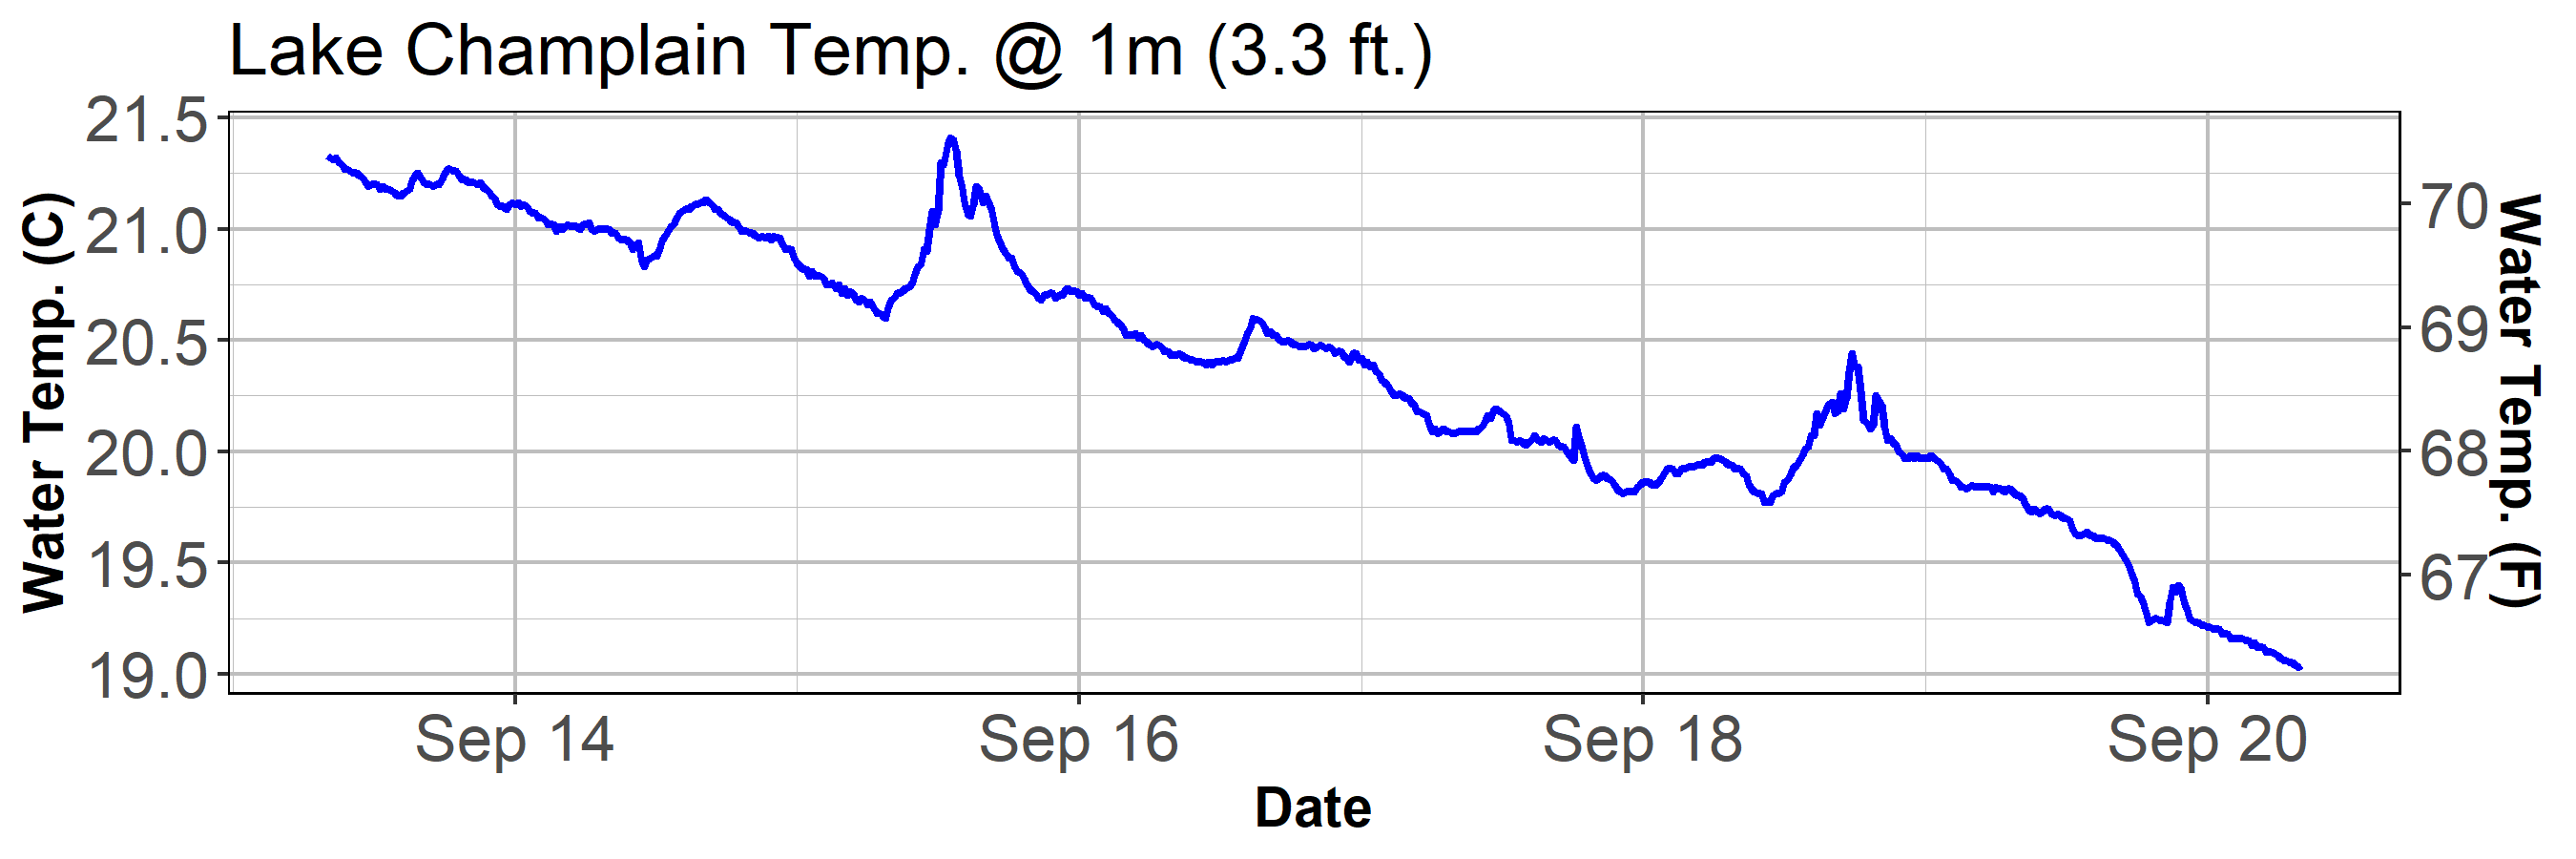 Lake Champlain Temp. @ 1m (3.3 ft.)
Water Temp. (C)
21.5
21.0
20.5
20.0
19.5
19.0
70
69
68
67
Water Temp. (F)
Sep 14
Sep 16
Sep 18
Sep 20
Date